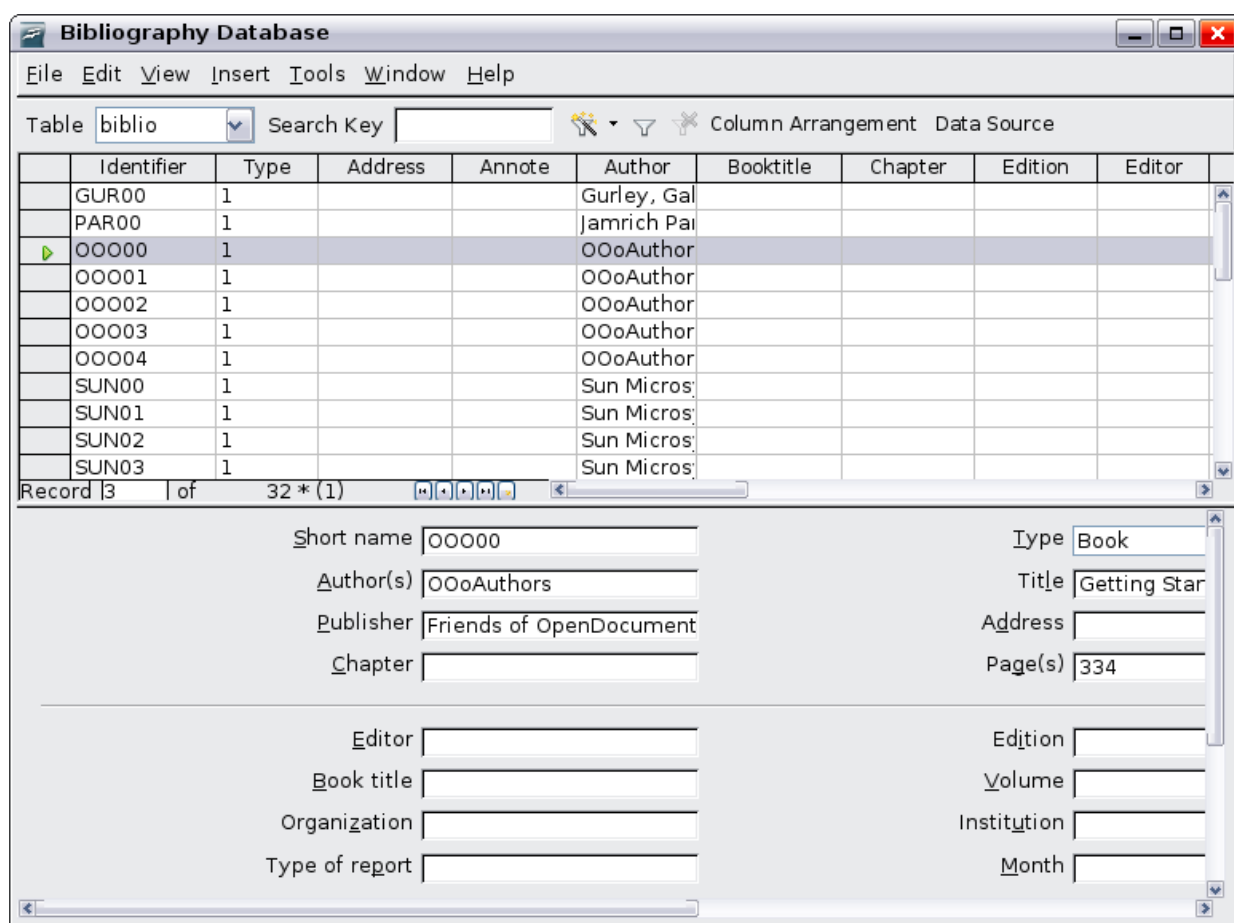 Bibliography Database
File Edit View Insert Tools Window Help
Table biblio Search Key Column Arrangement Data Source
Identifier Type Address Annote Author Booktitle Chapter Edition Editor
GUR00 1 Gurley, Gal
PAR00 1 Jamrich Par
OOO00 1 OOoAuthor
OOO01 1 OOoAuthor
OOO02 1 OOoAuthor
OOO03 1 OOoAuthor
OOO04 1 OOoAuthor
SUN00 1 Sun Micros
SUN01 1 Sun Micros
SUN02 1 Sun Micros
SUN03 1 Sun Micros
Record 3 of 32 * (1)
Short name OOO00 Type Book
Author(s) OOoAuthors Title Getting Star
Publisher Friends of OpenDocument Address
Chapter Page(s) 334
Editor Edition
Book title Volume
Organization Institution
Type of report Month